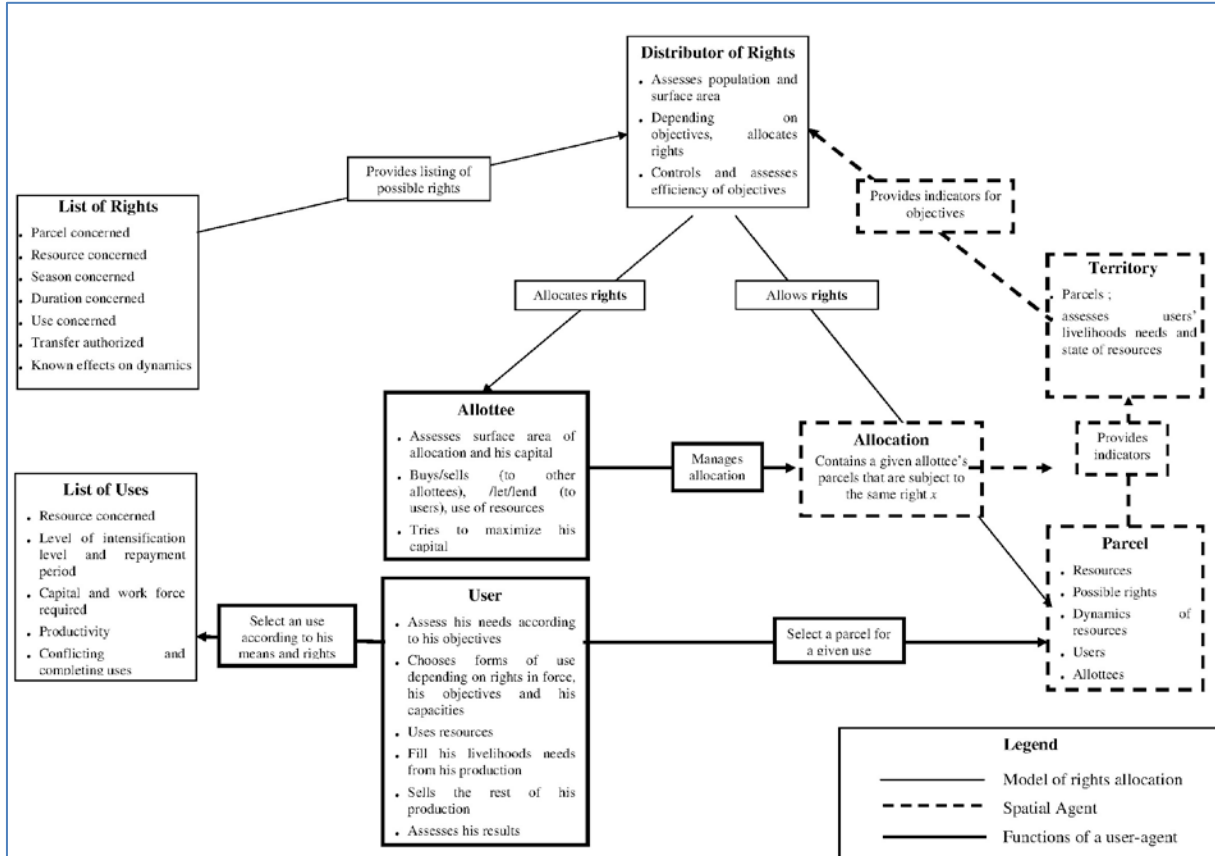 Distributor of Rights
• Assesses population and
surface area
• Depending on
objectives, allocates
rights
• Controls and assesses
efficiency of objectives
Provides listing of
possible rights
Provides indicators for
objectives
List of Rights
• Parcel concerned
• Resource concerned
• Season concerned
• Duration concerned
• Use concerned
• Transfer authorized
• Known effects on dynamics
Territory
• Parcels ;
assesses users'
livelihoods needs and
state of resources
Allocates rights
Allows rights
Allottee
• Assesses surface area of
allocation and his capital
• Buys/sells (to other
allottees), /let/lend (to
users), use of resources
• Tries to maximize his
capital
Manages
allocation
Allocation
Contains a given allottee's
parcels that are subject to
the same right x
Provides
indicators
List of Uses
• Resource concerned
• Level of intensification
level and repayment
period
• Capital and work force
required
• Productivity
• Conflicting and
completing uses
Select an use
according to his
means and rights
User
• Assess his needs according
to his objectives
• Chooses forms of use
depending on rights in force,
his objectives and his
capacities
• Uses resources
• Fill his livelihoods needs
from his production
• Sells the rest of his
production
• Assesses his results
Select a parcel for
a given use
Parcel
• Resources
• Possible rights
• Dynamics of
resources
• Users
• Allottees
Legend
Model of rights allocation
Spatial Agent
Functions of a user-agent